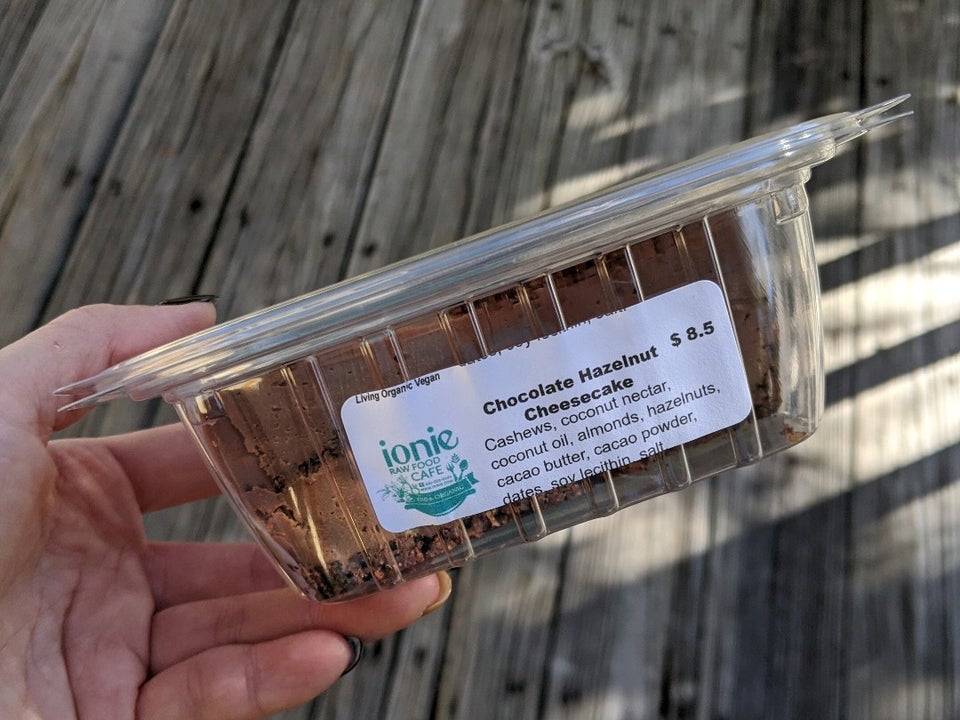 Living Organic Vegan
Chocolate Hazelnut $ 8.5
Cheesecake
Cashews, coconut nectar,
coconut oil, almonds, hazelnuts,
cacao butter, cacao powder,
dates, soy lecithin, salt
ionie
RAW FOOD
CAFE